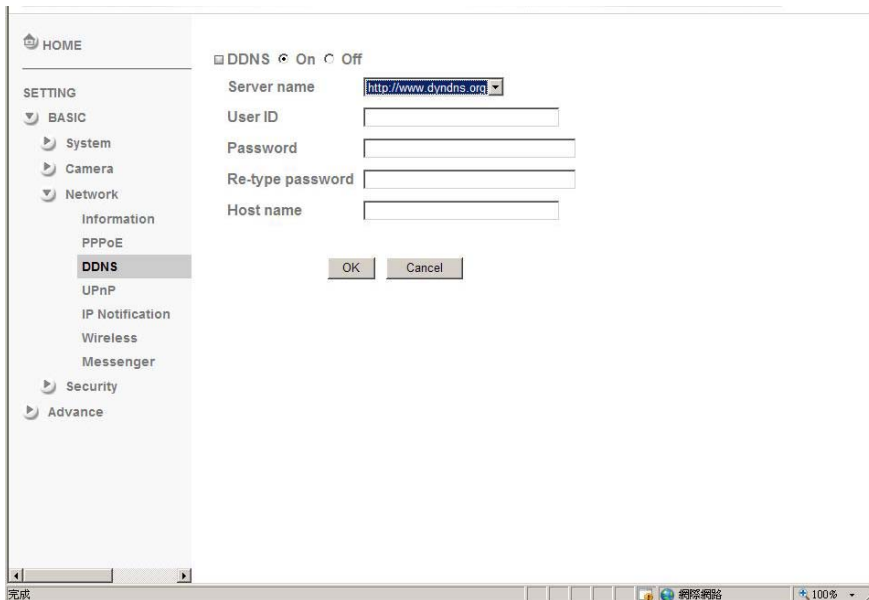 HOME
SETTING
BASIC
System
Camera
Network
Information
PPPoE
DDNS
UPnP
IP Notification
Wireless
Messenger
Security
Advance
DDNS On Off
Server name http://www.dyndns.org
User ID
Password
Re-type password
Host name
OK Cancel
完成 網際網路 100%